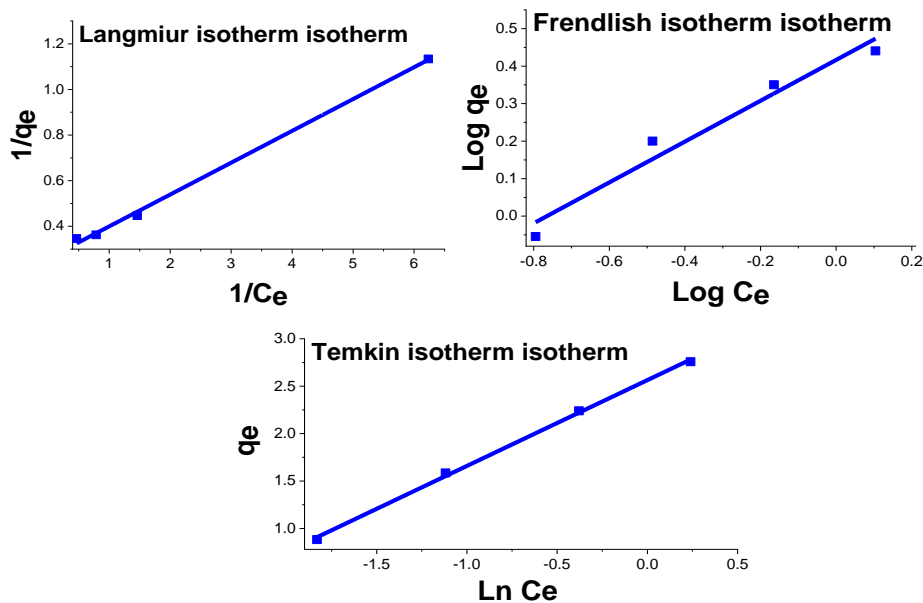 Langmiur isotherm isotherm
1.2
1.0
0.8
0.6
0.4
1/qe
1 2 3 4 5 6
1/Ce
Frendlish isotherm isotherm
0.5
0.4
0.3
0.2
0.1
0.0
Log qe
-0.8 -0.6 -0.4 -0.2 0.0 0.2
Log Ce
Temkin isotherm isotherm
3.0
2.5
2.0
1.5
1.0
qe
-1.5 -1.0 -0.5 0.0 0.5
Ln Ce